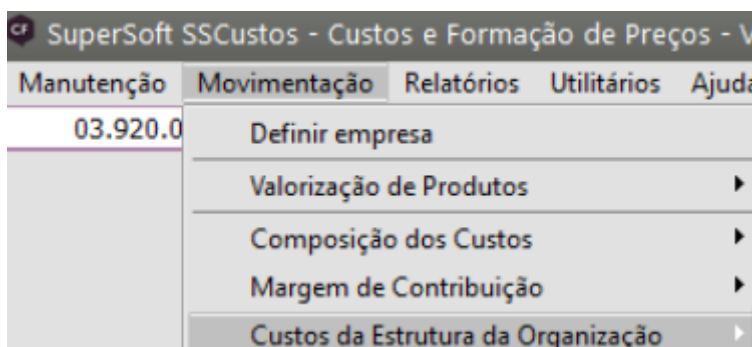 SuperSoft SSCustos - Custos e Formação de Preços - V
Manutenção Movimentação Relatórios Utilitários Ajuda
03.920.0
Definir empresa
Valorização de Produtos
Composição dos Custos
Margem de Contribuição
Custos da Estrutura da Organização